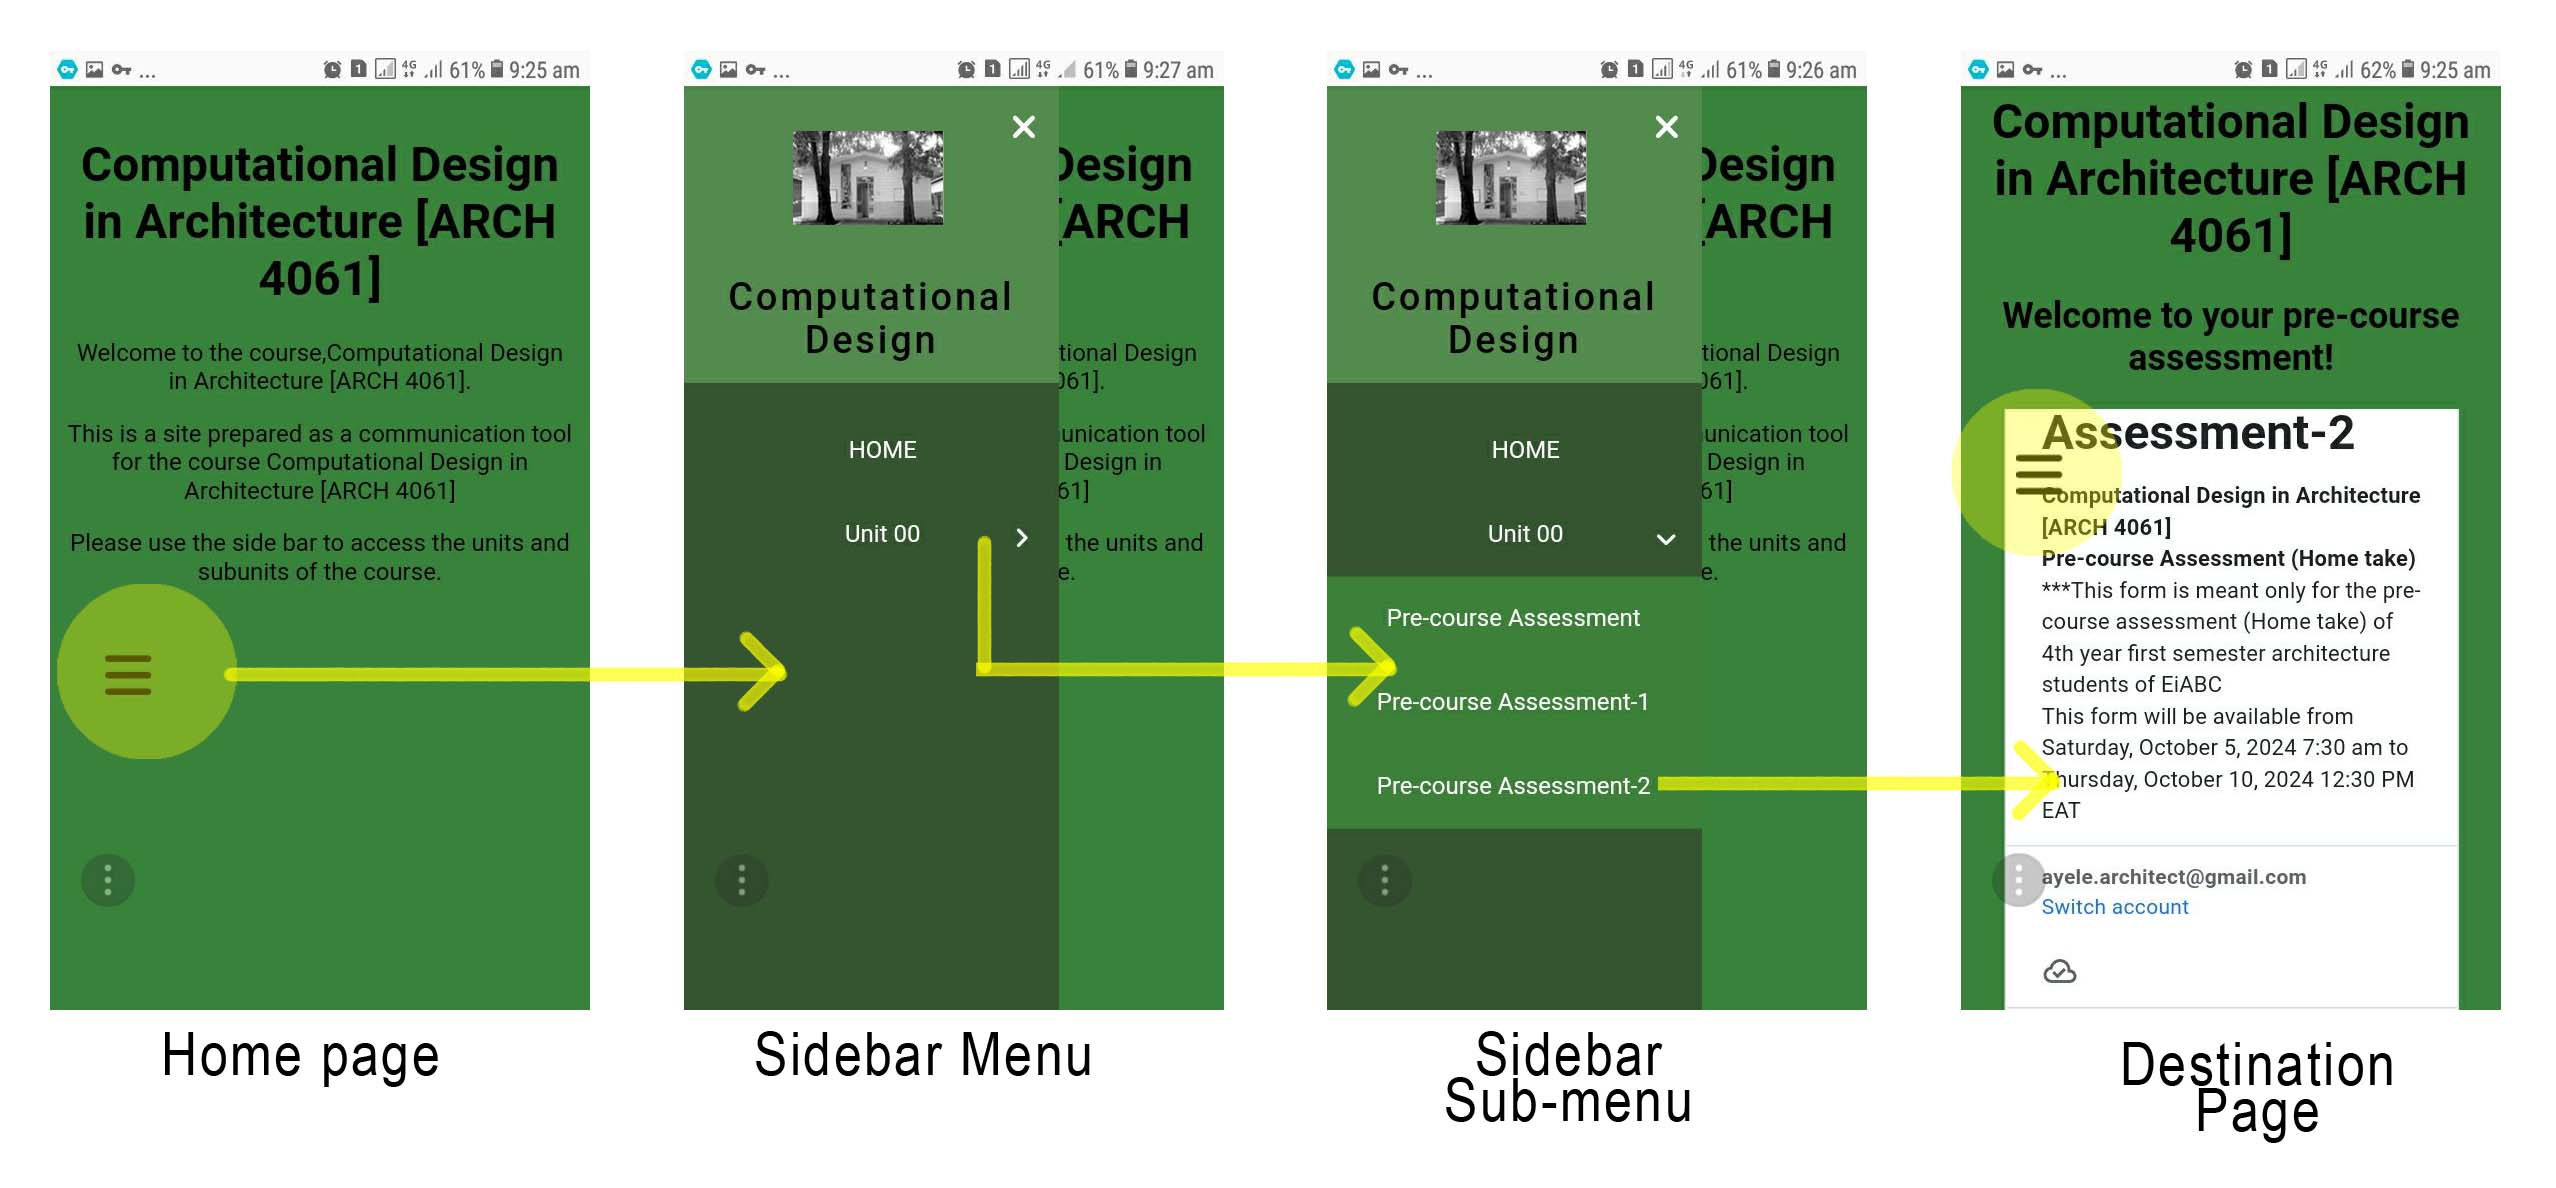 ... 1 4G 61% 9:25 am
Computational Design
in Architecture [ARCH
4061]
Welcome to the course,Computational Design
in Architecture [ARCH 4061].
This is a site prepared as a communication tool
for the course Computational Design in
Architecture [ARCH 4061]
Please use the side bar to access the units and
subunits of the course.
Home page
... 1 4G 61% 9:27 am
Computational
Design
HOME
Unit 00
Design
[ARCH
tional Design
061].
unication tool
Design in
61]
the units and
e.
Sidebar Menu
... 1 4G 61% 9:26 am
Computational
Design
HOME
Unit 00
Pre-course Assessment
Pre-course Assessment-1
Pre-course Assessment-2
Design
[ARCH
tional Design
061].
unication tool
Design in
61]
the units and
e.
Sidebar
Sub-menu
... 1 4G 62% 9:25 am
Computational Design
in Architecture [ARCH
4061]
Welcome to your pre-course
assessment!
Assessment-2
Computational Design in Architecture
[ARCH 4061]
Pre-course Assessment (Home take)
***This form is meant only for the pre-
course assessment (Home take) of
4th year first semester architecture
students of EiABC
This form will be available from
Saturday, October 5, 2024 7:30 am to
Thursday, October 10, 2024 12:30 PM
EAT
ayele.architect@gmail.com
Switch account
Destination
Page